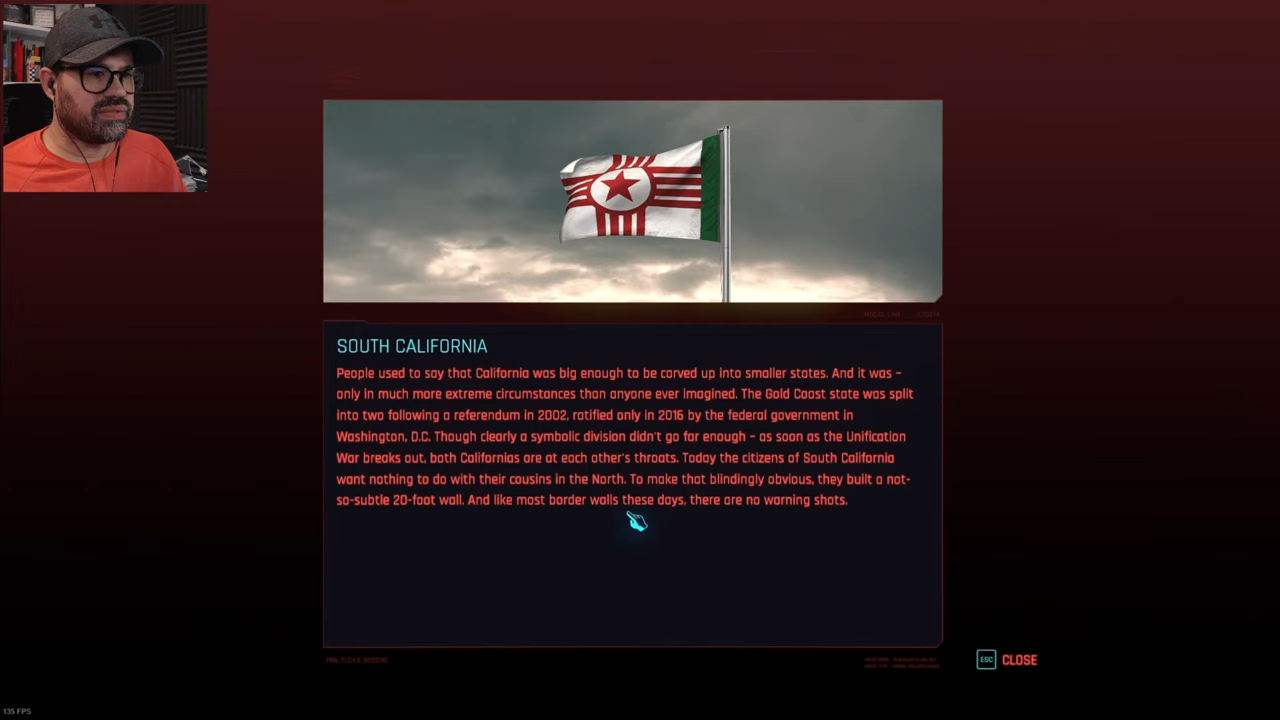 SOUTH CALIFORNIA
People used to say that California was big enough to be carved up into smaller states. And it was –
only in much more extreme circumstances than anyone ever imagined. The Gold Coast state was split
into two following a referendum in 2002, ratified only in 2016 by the federal government in
Washington, D.C. Though clearly a symbolic division didn't go far enough – as soon as the Unification
War breaks out, both Californias are at each other's throats. Today the citizens of South California
want nothing to do with their cousins in the North. To make that blindingly obvious, they built a not-
so-subtle 20-foot wall. And like most border walls these days, there are no warning shots.
ESC CLOSE
135 FPS